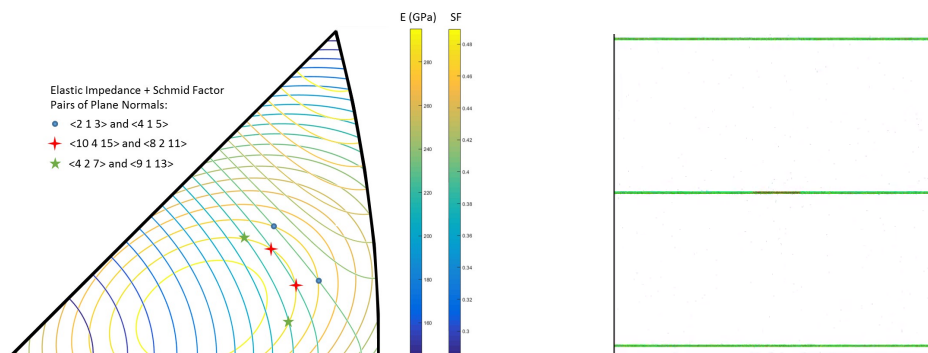 E (GPa) SF
Elastic Impedance + Schmid Factor
Pairs of Plane Normals:
<2 1 3> and <4 1 5>
<10 4 15> and <8 2 11>
<4 2 7> and <9 1 13>
280
220
200
180
160
0.48
0.46
0.44
0.42
0.4
0.38
0.36
0.34
0.32
0.3